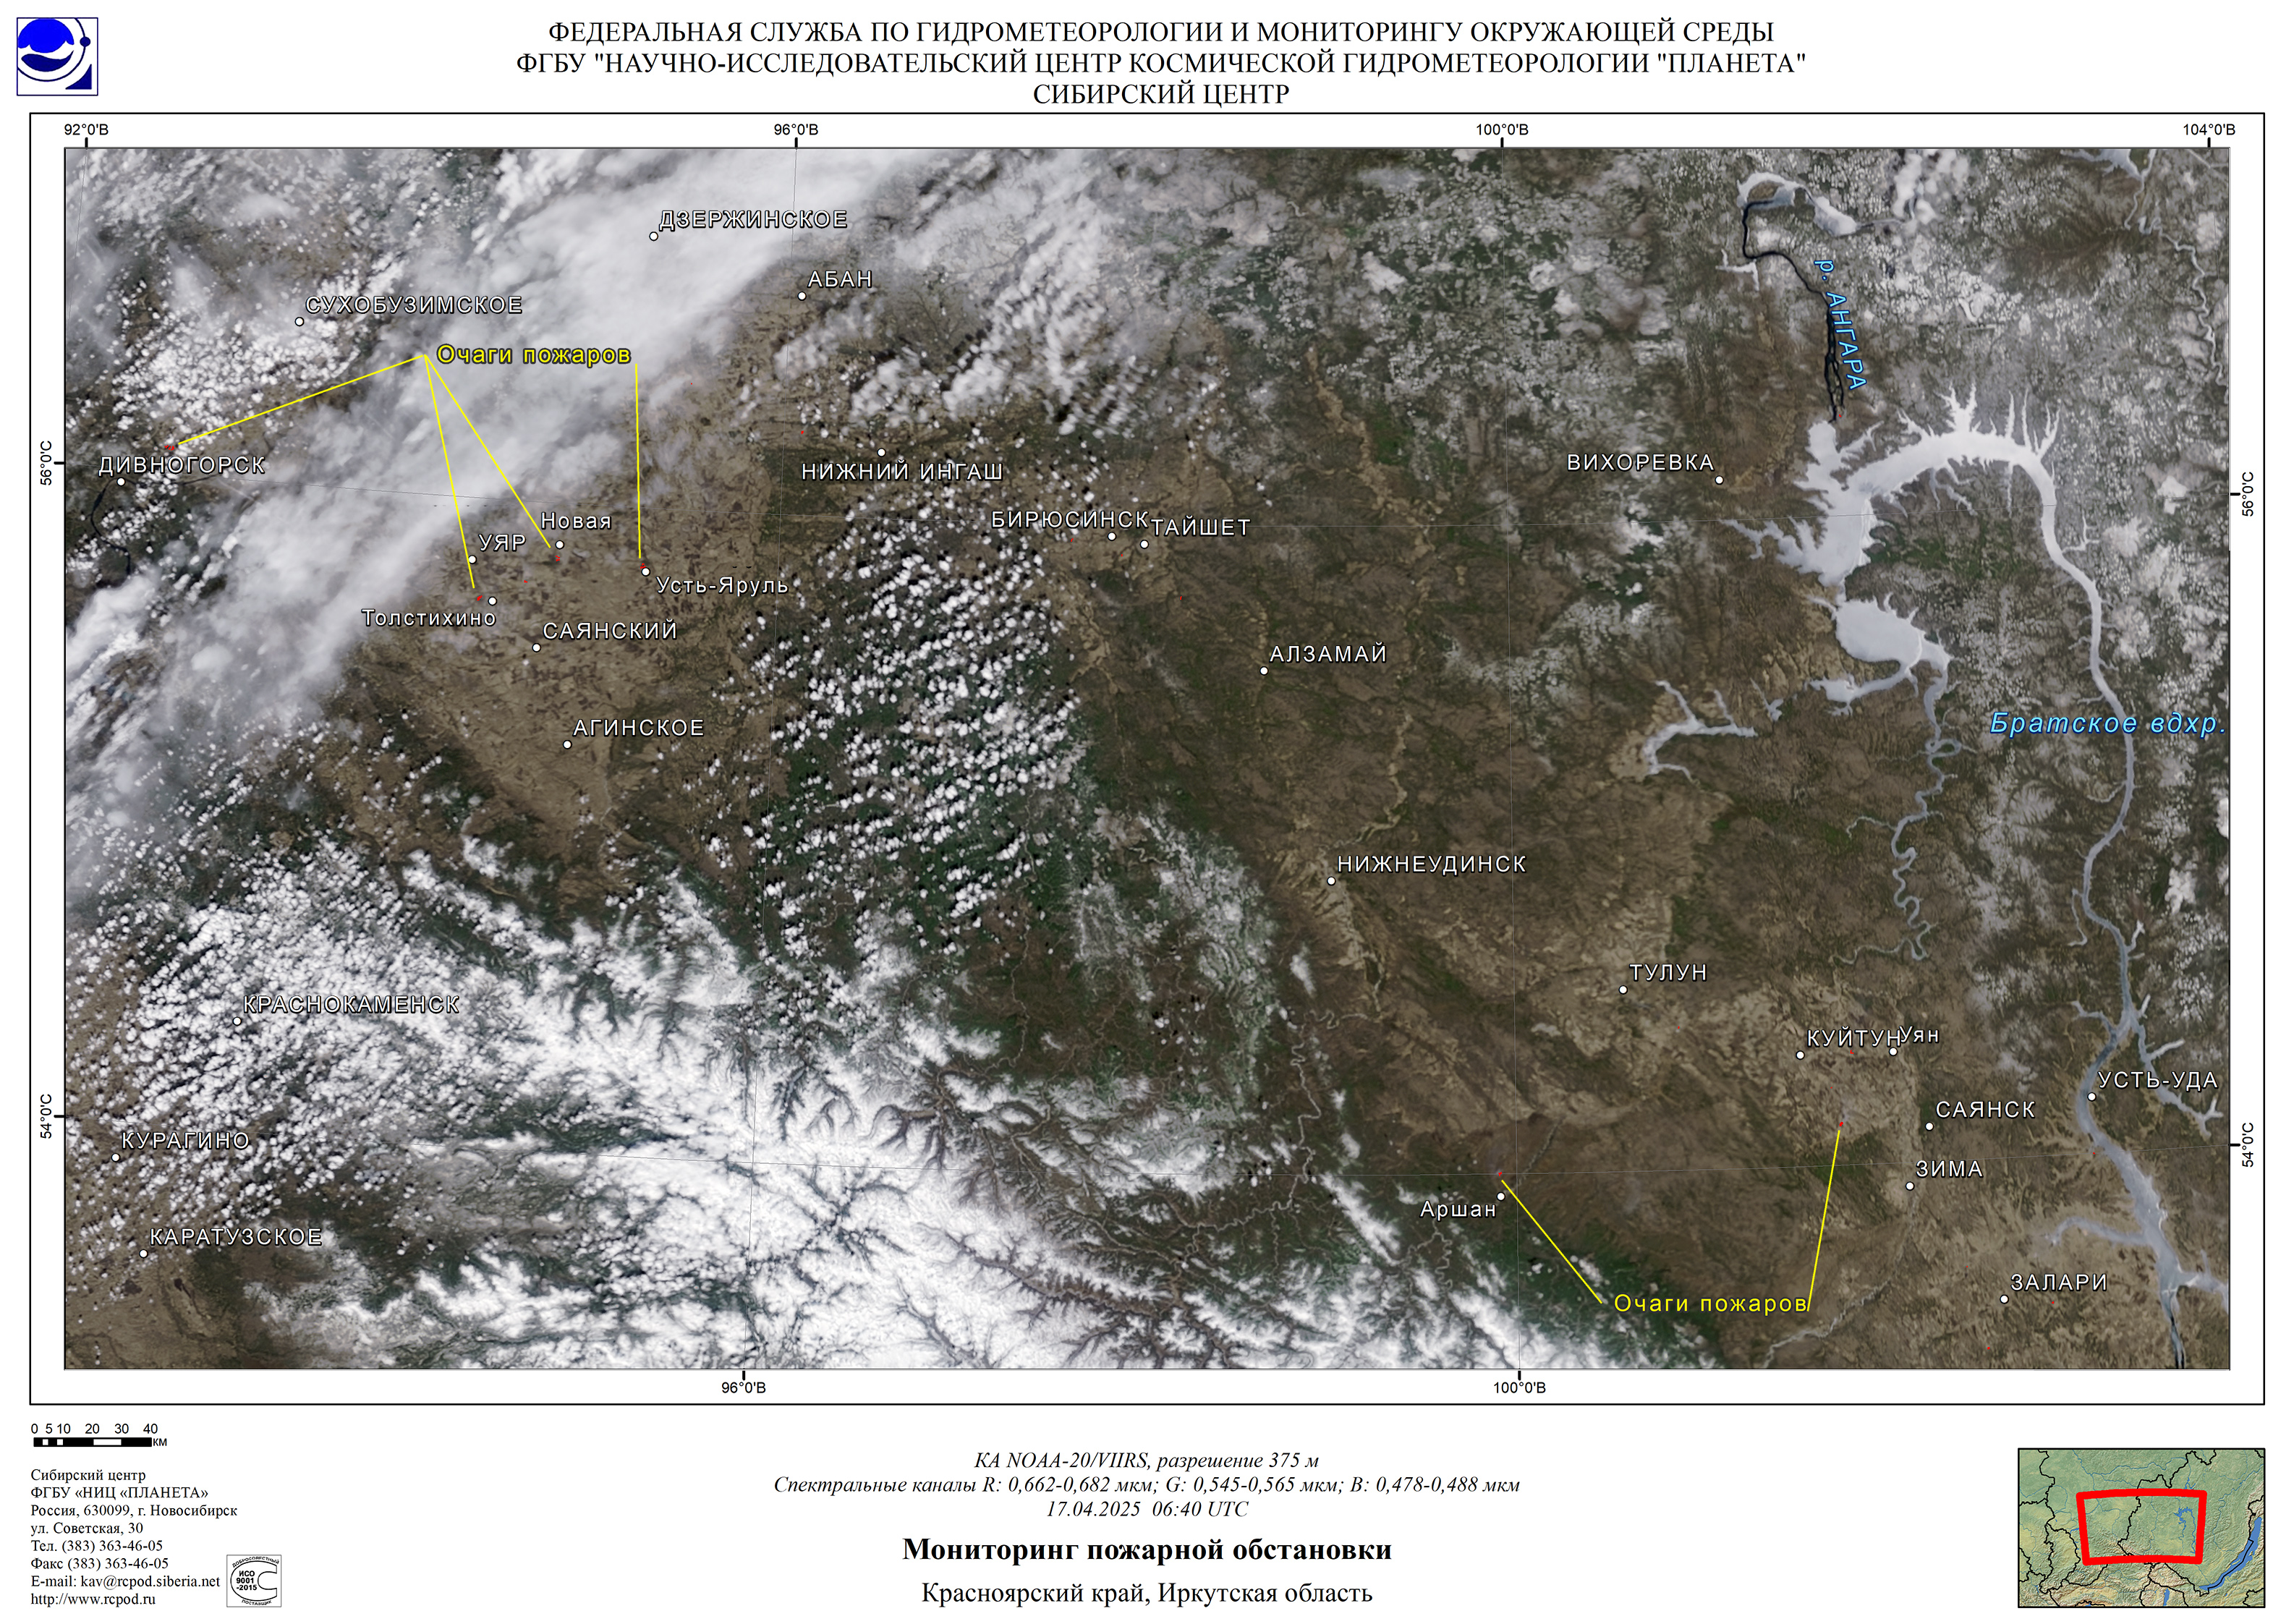 ФЕДЕРАЛЬНАЯ СЛУЖБА ПО ГИДРОМЕТЕОРОЛОГИИ И МОНИТОРИНГУ ОКРУЖАЮЩЕЙ СРЕДЫ
ФГБУ "НАУЧНО-ИССЛЕДОВАТЕЛЬСКИЙ ЦЕНТР КОСМИЧЕСКОЙ ГИДРОМЕТЕОРОЛОГИИ "ПЛАНЕТА"
СИБИРСКИЙ ЦЕНТР
92°0'В
96°0'В
100°0'В
104°0'В
ДЗЕРЖИНСКОЕ
АБАН
р. АНГАРА
СУХОБУЗИМСКОЕ
Очаги пожаров
56°0'С
ДИВНОГОРСК
НИЖНИЙ ИНГАШ
ВИХОРЕВКА
56°0'С
Новая
БИРЮСИНСК
ТАЙШЕТ
УЯР
Усть-Яруль
Толстихино
САЯНСКИЙ
АЛЗАМАЙ
АГИНСКОЕ
Братское вдхр.
НИЖНЕУДИНСК
ТУЛУН
КРАСНОКАМЕНСК
КУЙТУН
Уян
УСТЬ-УДА
САЯНСК
54°0'С
КУРАГИНО
54°0'С
ЗИМА
Аршан
КАРАТУЗСКОЕ
ЗАЛАРИ
Очаги пожаров
96°0'В
100°0'В
0 5 10 20 30 40
КМ
КА NOAA-20/VIIRS, разрешение 375 м
Спектральные каналы R: 0,662-0,682 мкм; G: 0,545-0,565 мкм; B: 0,478-0,488 мкм
17.04.2025 06:40 UTC
Мониторинг пожарной обстановки
Красноярский край, Иркутская область
Сибирский центр
ФГБУ «НИЦ «ПЛАНЕТА»
Россия, 630099, г. Новосибирск
ул. Советская, 30
Тел. (383) 363-46-05
Факс (383) 363-46-05
E-mail: kav@rcpod.siberia.net
http://www.rcpod.ru
ДОБРОСОВЕСТНЫЙ
ИСО
9001
-2015
ПОСТАВЩИК